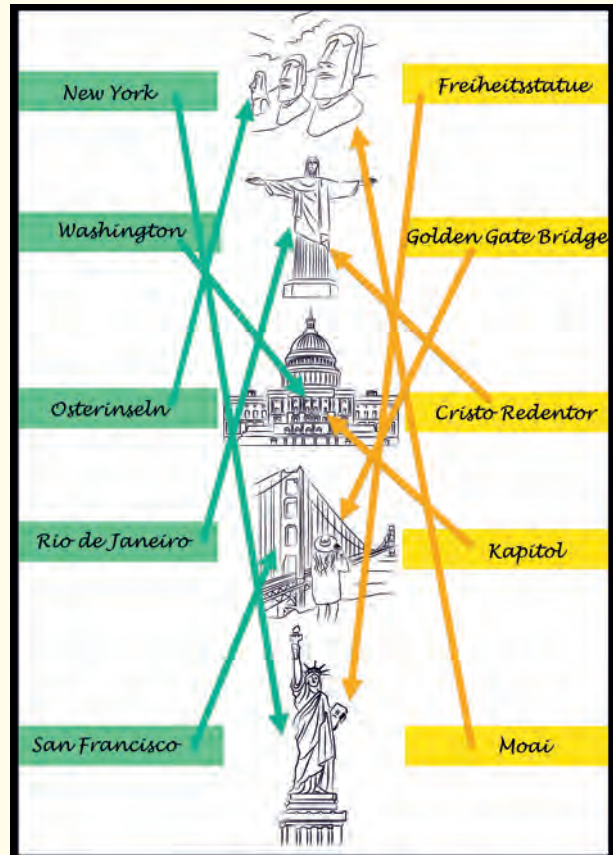 New York
Freiheitsstatue
Washington
Golden Gate Bridge
Osterinseln
Cristo Redentor
Rio de Janeiro
Kapitol
San Francisco
Moai